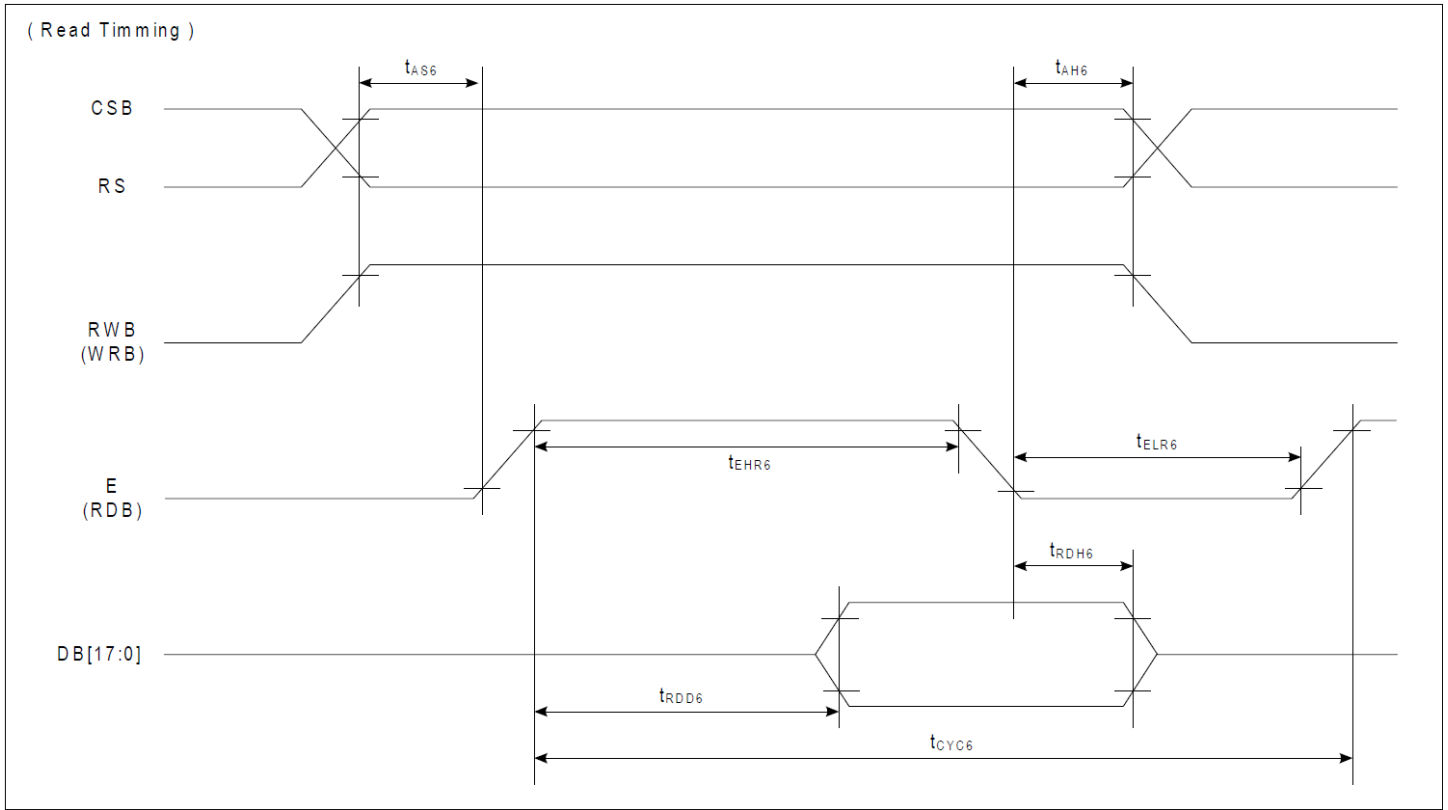 ( Read Timming )
tAS6
tAH6
CSB
RS
RWB
(WRB)
tEHR6
tELR6
E
(RDB)
tRDH6
DB[17:0]
tRDD6
tCYC6